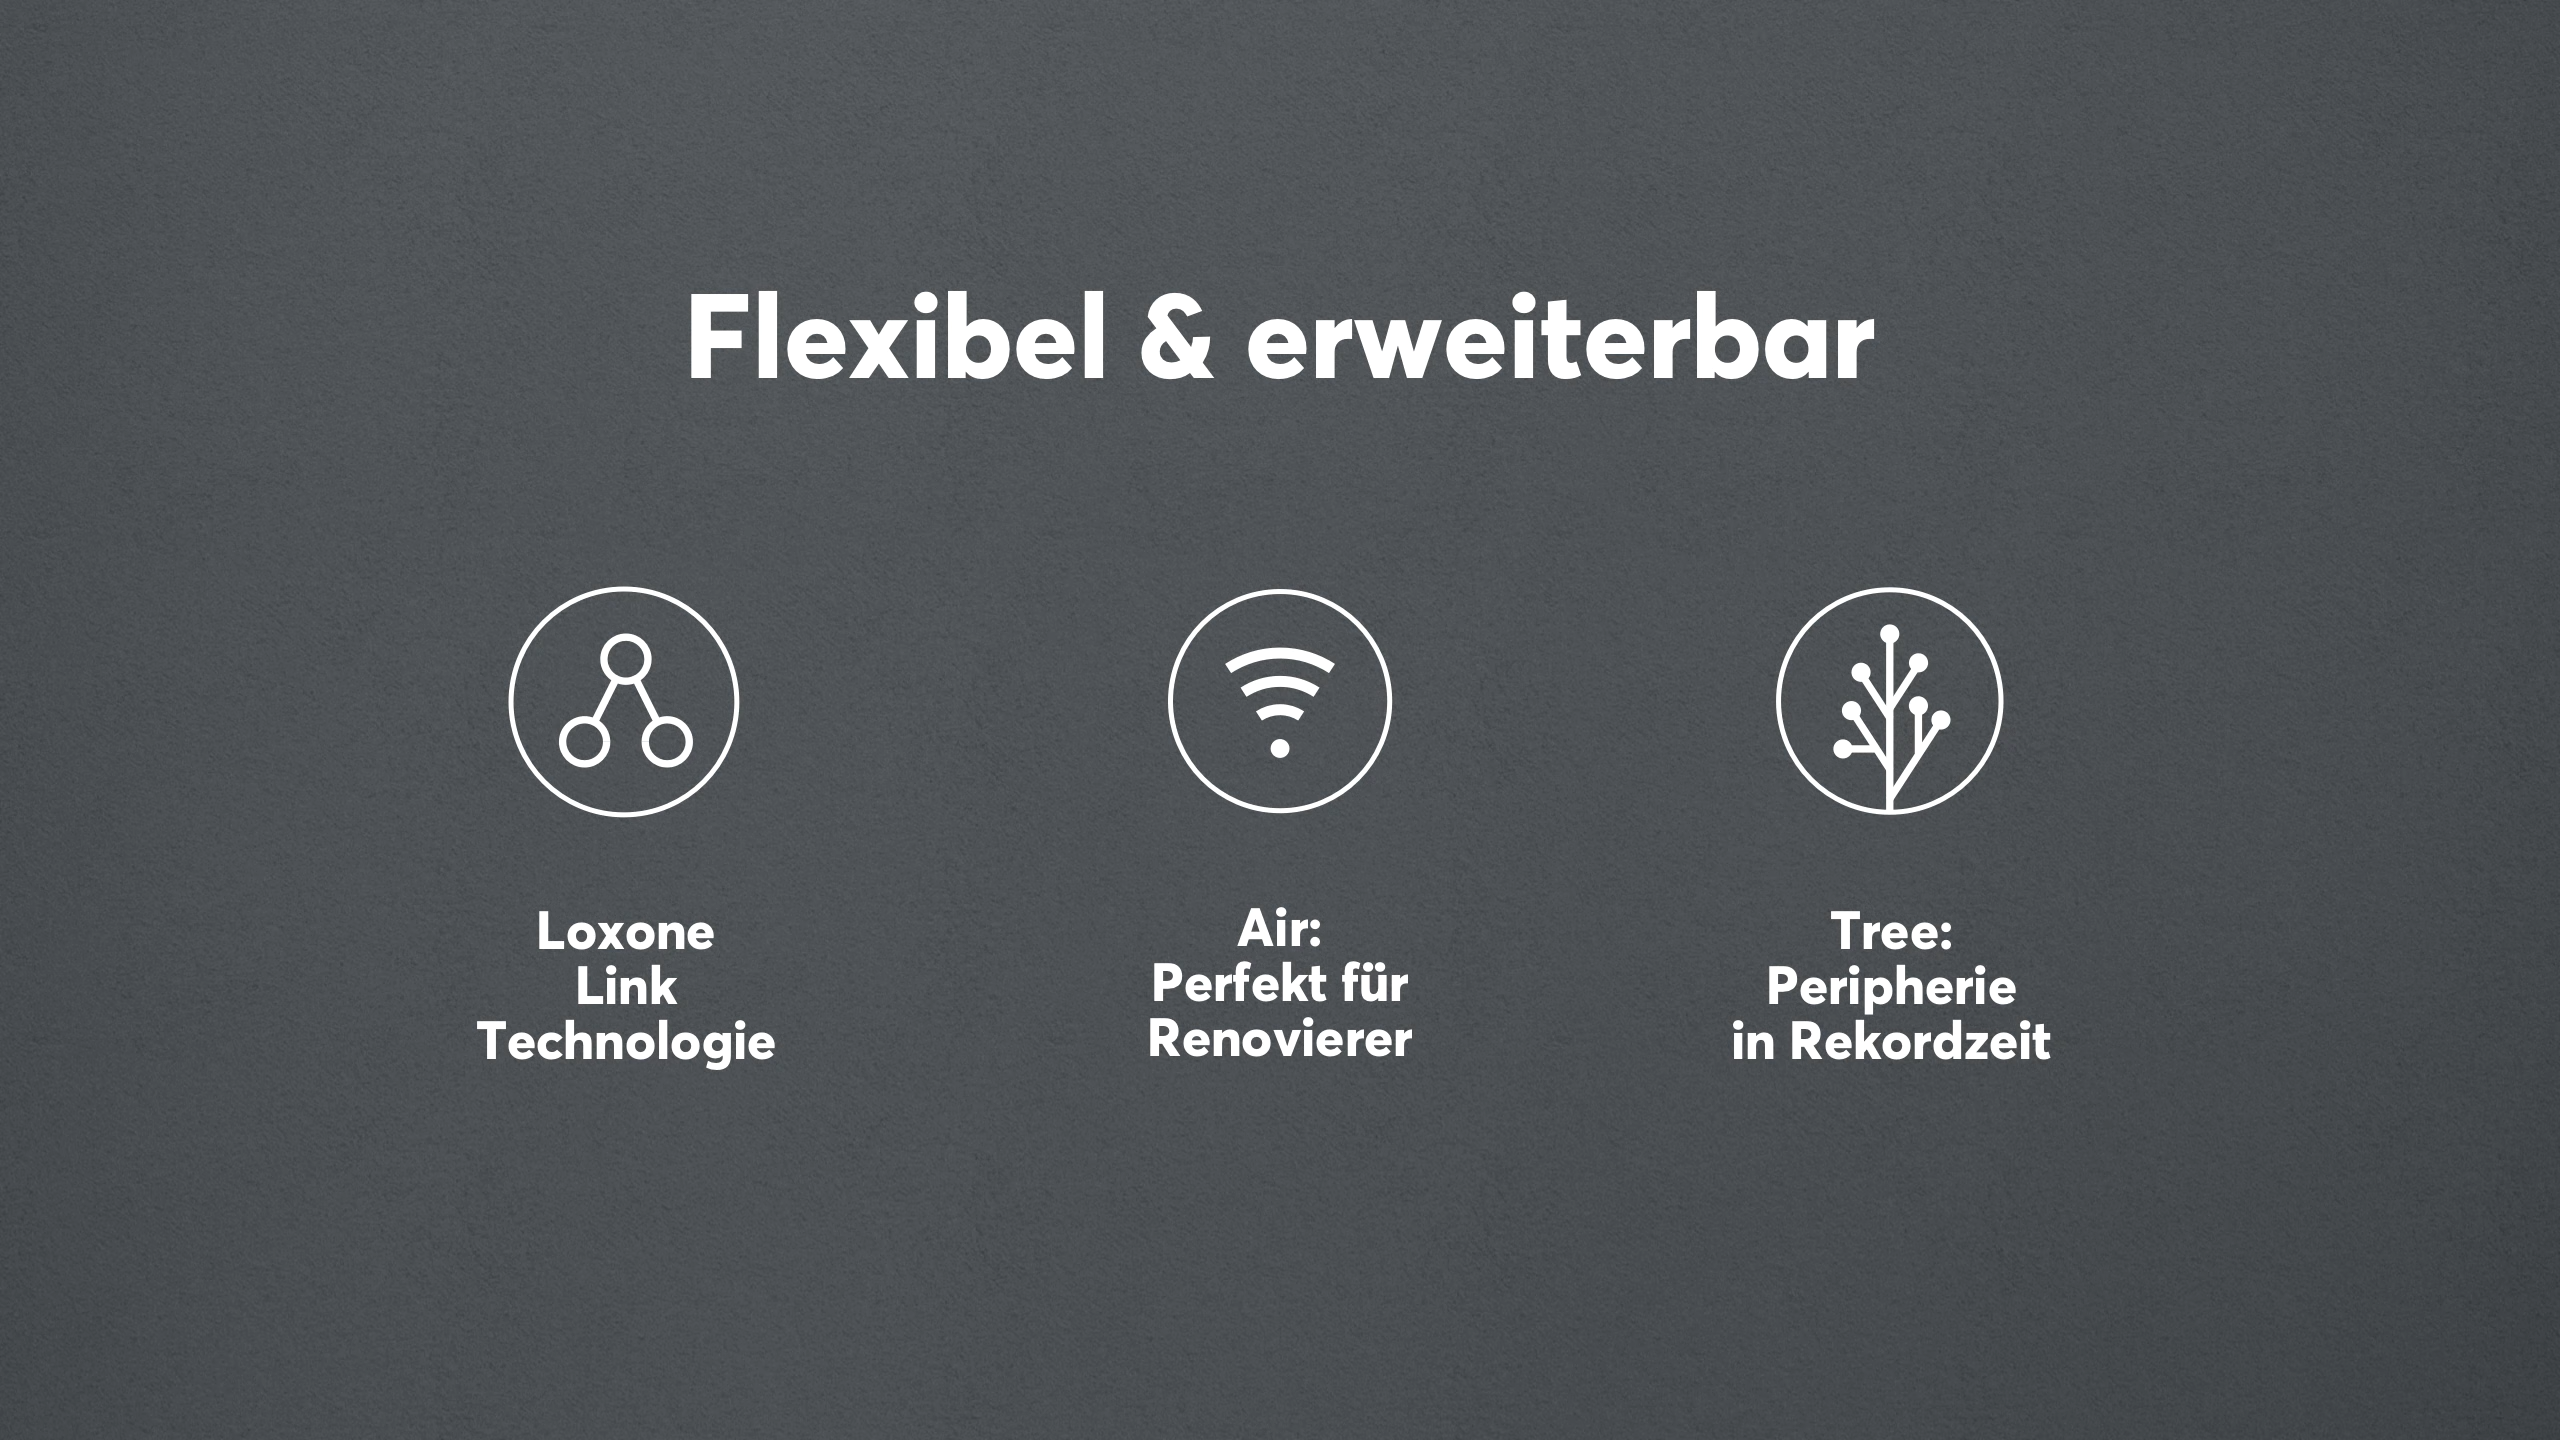 Flexibel & erweiterbar
Loxone
Link
Technologie
Air:
Perfekt für
Renovierer
Tree:
Peripherie
in Rekordzeit